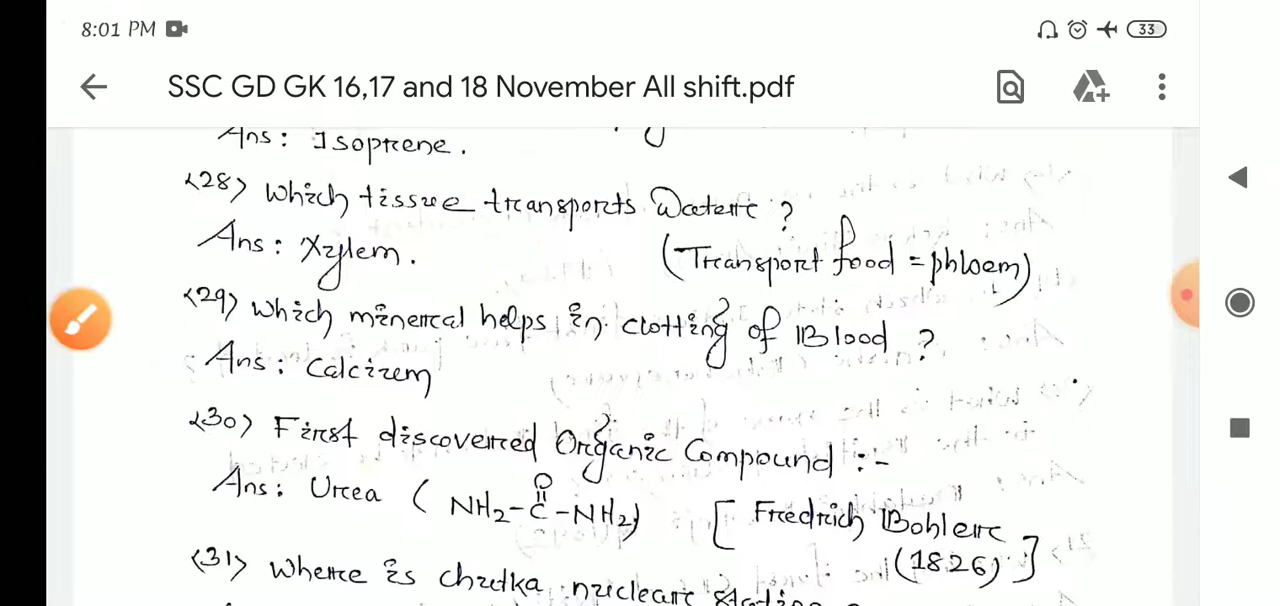 8:01 PM
33
SSC GD GK 16,17 and 18 November All shift.pdf
Ans: Isoprene.
(28) Which tissue transports Water ?
Ans: Xylem. (Transport food = phloem)
(29) Which mineral helps in clotting of Blood ?
Ans: Calcium
(30) First discovered Organic Compound :-
Ans: Urea ( NH2-C-NH2) [ Fredrich Bohler
O
(1826) ]
(31) Where is chutka nuclear